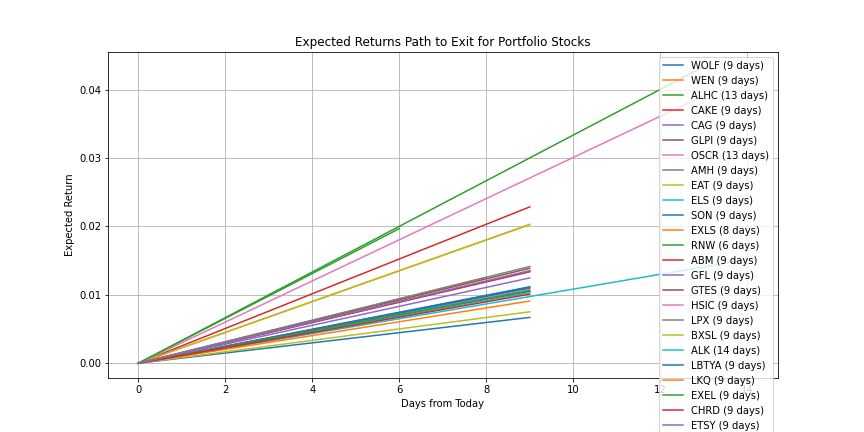 Expected Returns Path to Exit for Portfolio Stocks
Expected Return
0.04
0.03
0.02
0.01
0.00
0
2
4
6
8
10
12
14
Days from Today
WOLF (9 days)
WEN (9 days)
ALHC (13 days)
CAKE (9 days)
CAG (9 days)
GLPI (9 days)
OSCR (13 days)
AMH (9 days)
EAT (9 days)
ELS (9 days)
SON (9 days)
EXLS (8 days)
RNW (6 days)
ABM (9 days)
GFL (9 days)
GTES (9 days)
HSIC (9 days)
LPX (9 days)
BXSL (9 days)
ALK (14 days)
LBTYA (9 days)
LKQ (9 days)
EXEL (9 days)
CHRD (9 days)
ETSY (9 days)